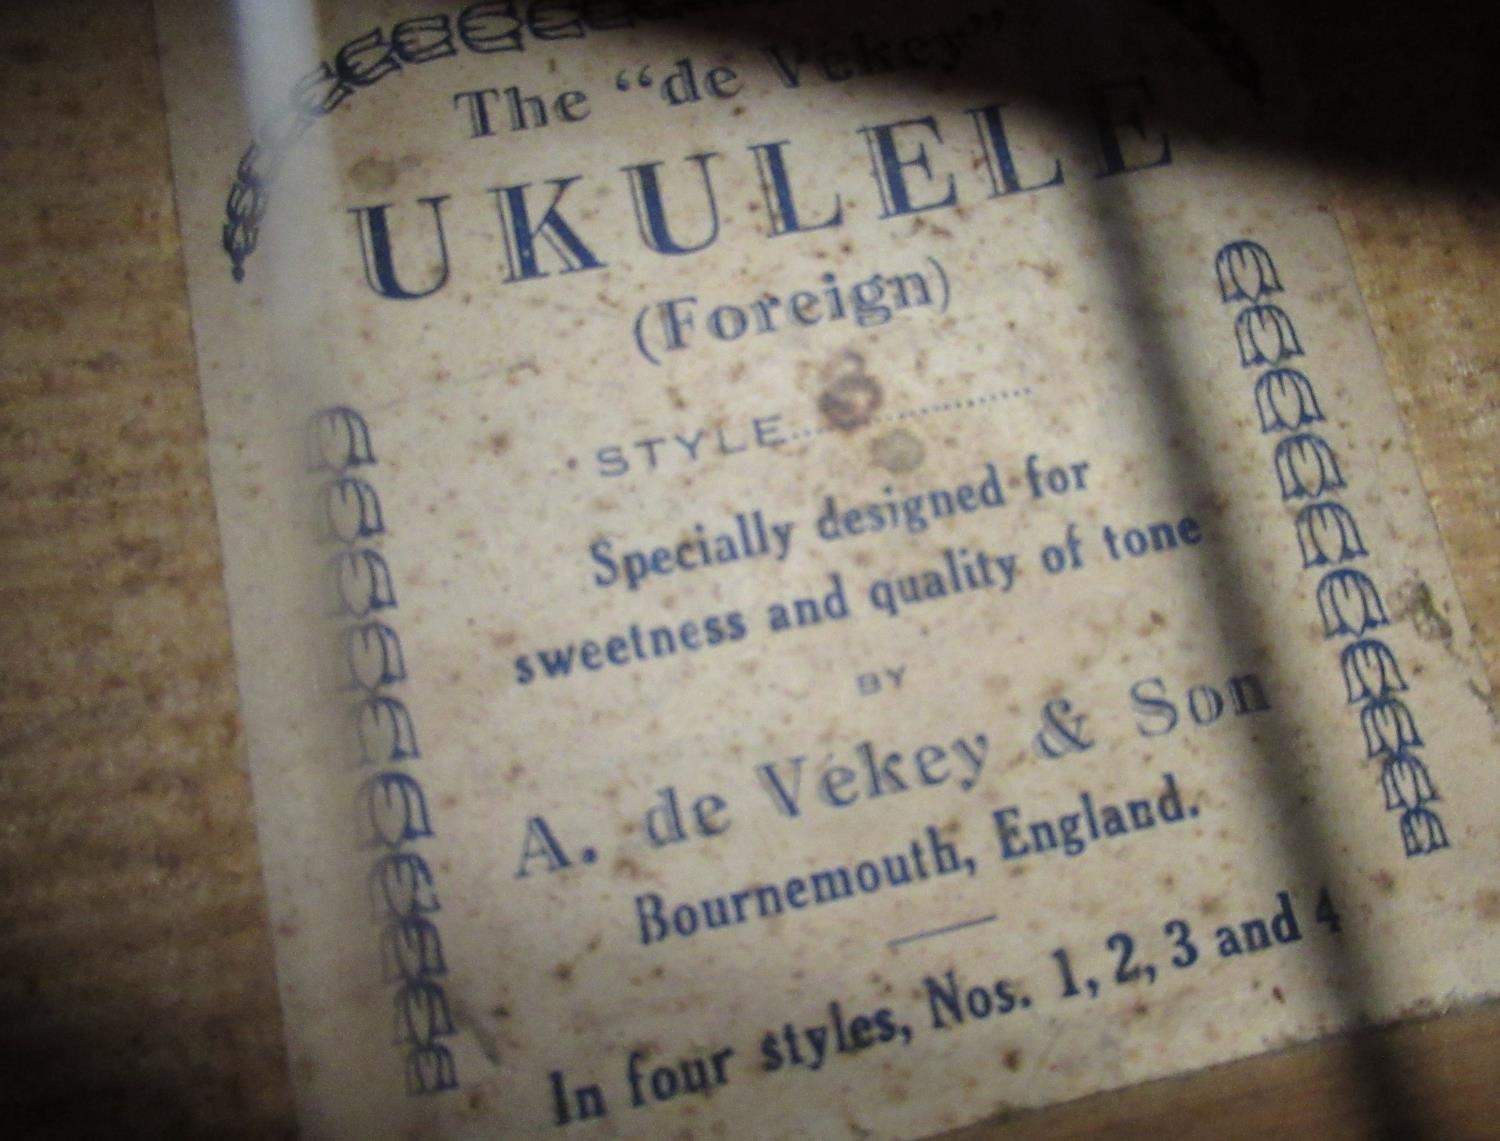 The “de Vekey”
UKULELE
(Foreign)
STYLE..................
Specially designed for
sweetness and quality of tone
BY
A. de Vekey & Son
Bournemouth, England.
In four styles, Nos. 1, 2, 3 and 4